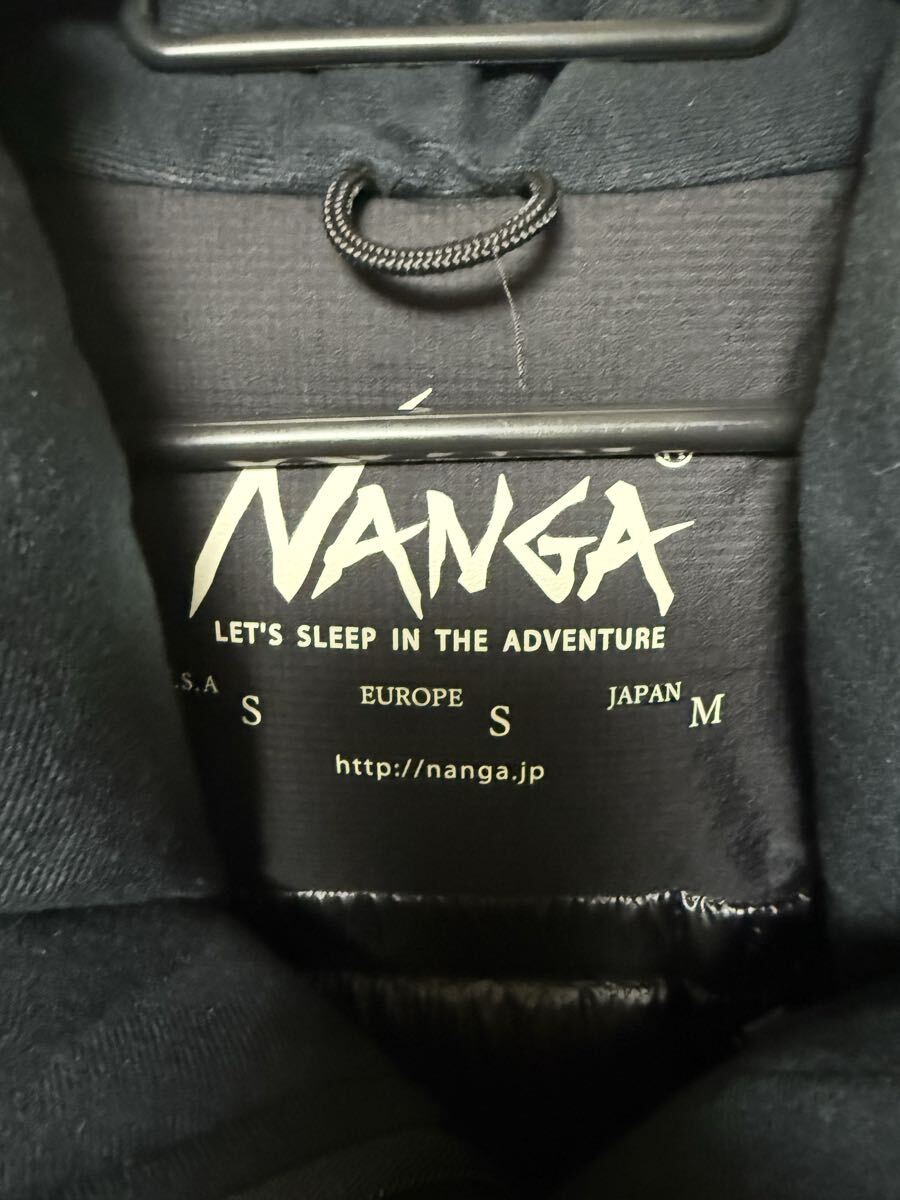 NANGA
LET'S SLEEP IN THE ADVENTURE
.S.A S EUROPE S JAPAN M
http://nanga.jp